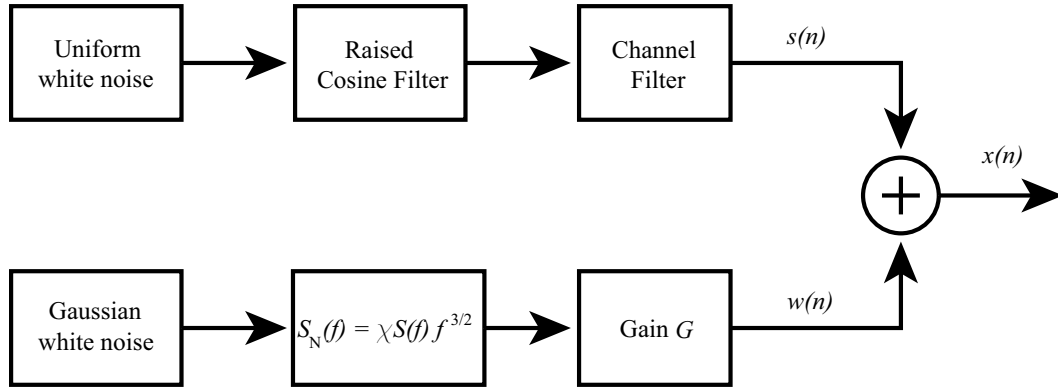 Uniform
white noise
Raised
Cosine Filter
Channel
Filter
s(n)
x(n)
Gaussian
white noise
S_N(f) = χS(f) f^{3/2}
Gain G
w(n)